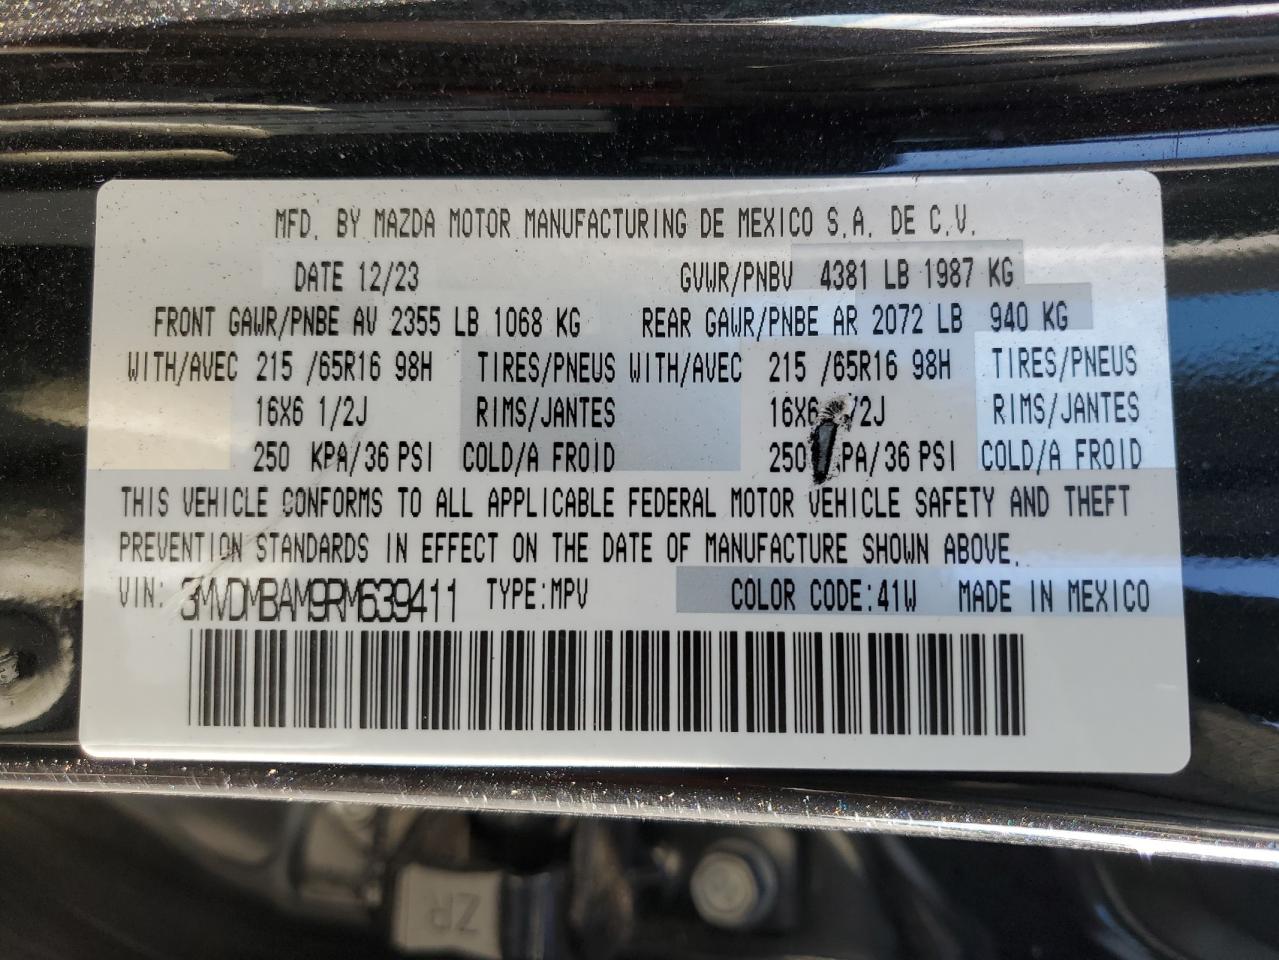 MFD. BY MAZDA MOTOR MANUFACTURING DE MEXICO S.A. DE C.V.
DATE 12/23 GVWR/PNBV 4381 LB 1987 KG
FRONT GAWR/PNBE AV 2355 LB 1068 KG REAR GAWR/PNBE AR 2072 LB 940 KG
WITH/AVEC 215 /65R16 98H TIRES/PNEUS WITH/AVEC 215 /65R16 98H TIRES/PNEUS
16X6 1/2J RIMS/JANTES 16X6 /2J RIMS/JANTES
250 KPA/36 PSI COLD/A FROID 250 PA/36 PSI COLD/A FROID
THIS VEHICLE CONFORMS TO ALL APPLICABLE FEDERAL MOTOR VEHICLE SAFETY AND THEFT
PREVENTION STANDARDS IN EFFECT ON THE DATE OF MANUFACTURE SHOWN ABOVE.
VIN: 3MVDMBAM9RM639411 TYPE:MPV COLOR CODE:41W MADE IN MEXICO
ZR